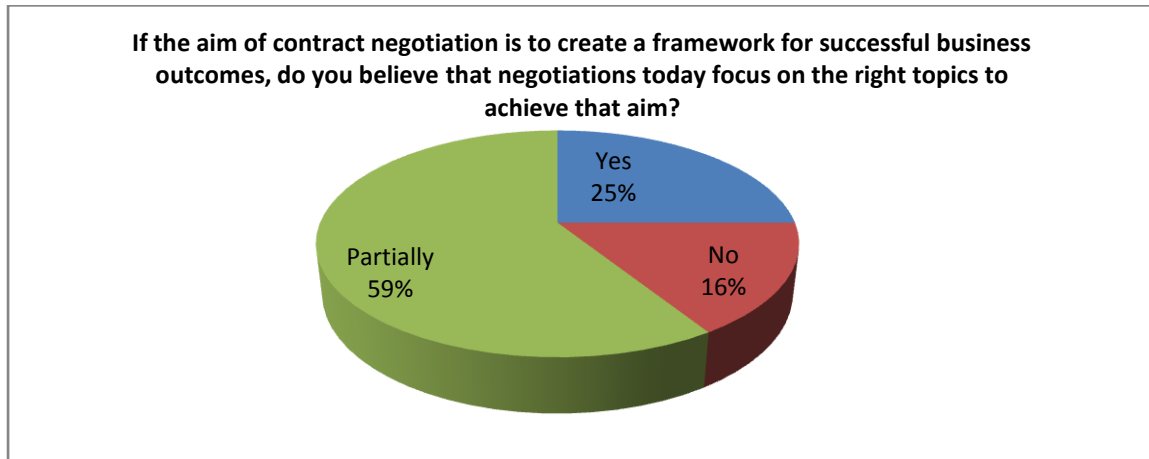 If the aim of contract negotiation is to create a framework for successful business
outcomes, do you believe that negotiations today focus on the right topics to
achieve that aim?
Yes
25%
No
16%
Partially
59%